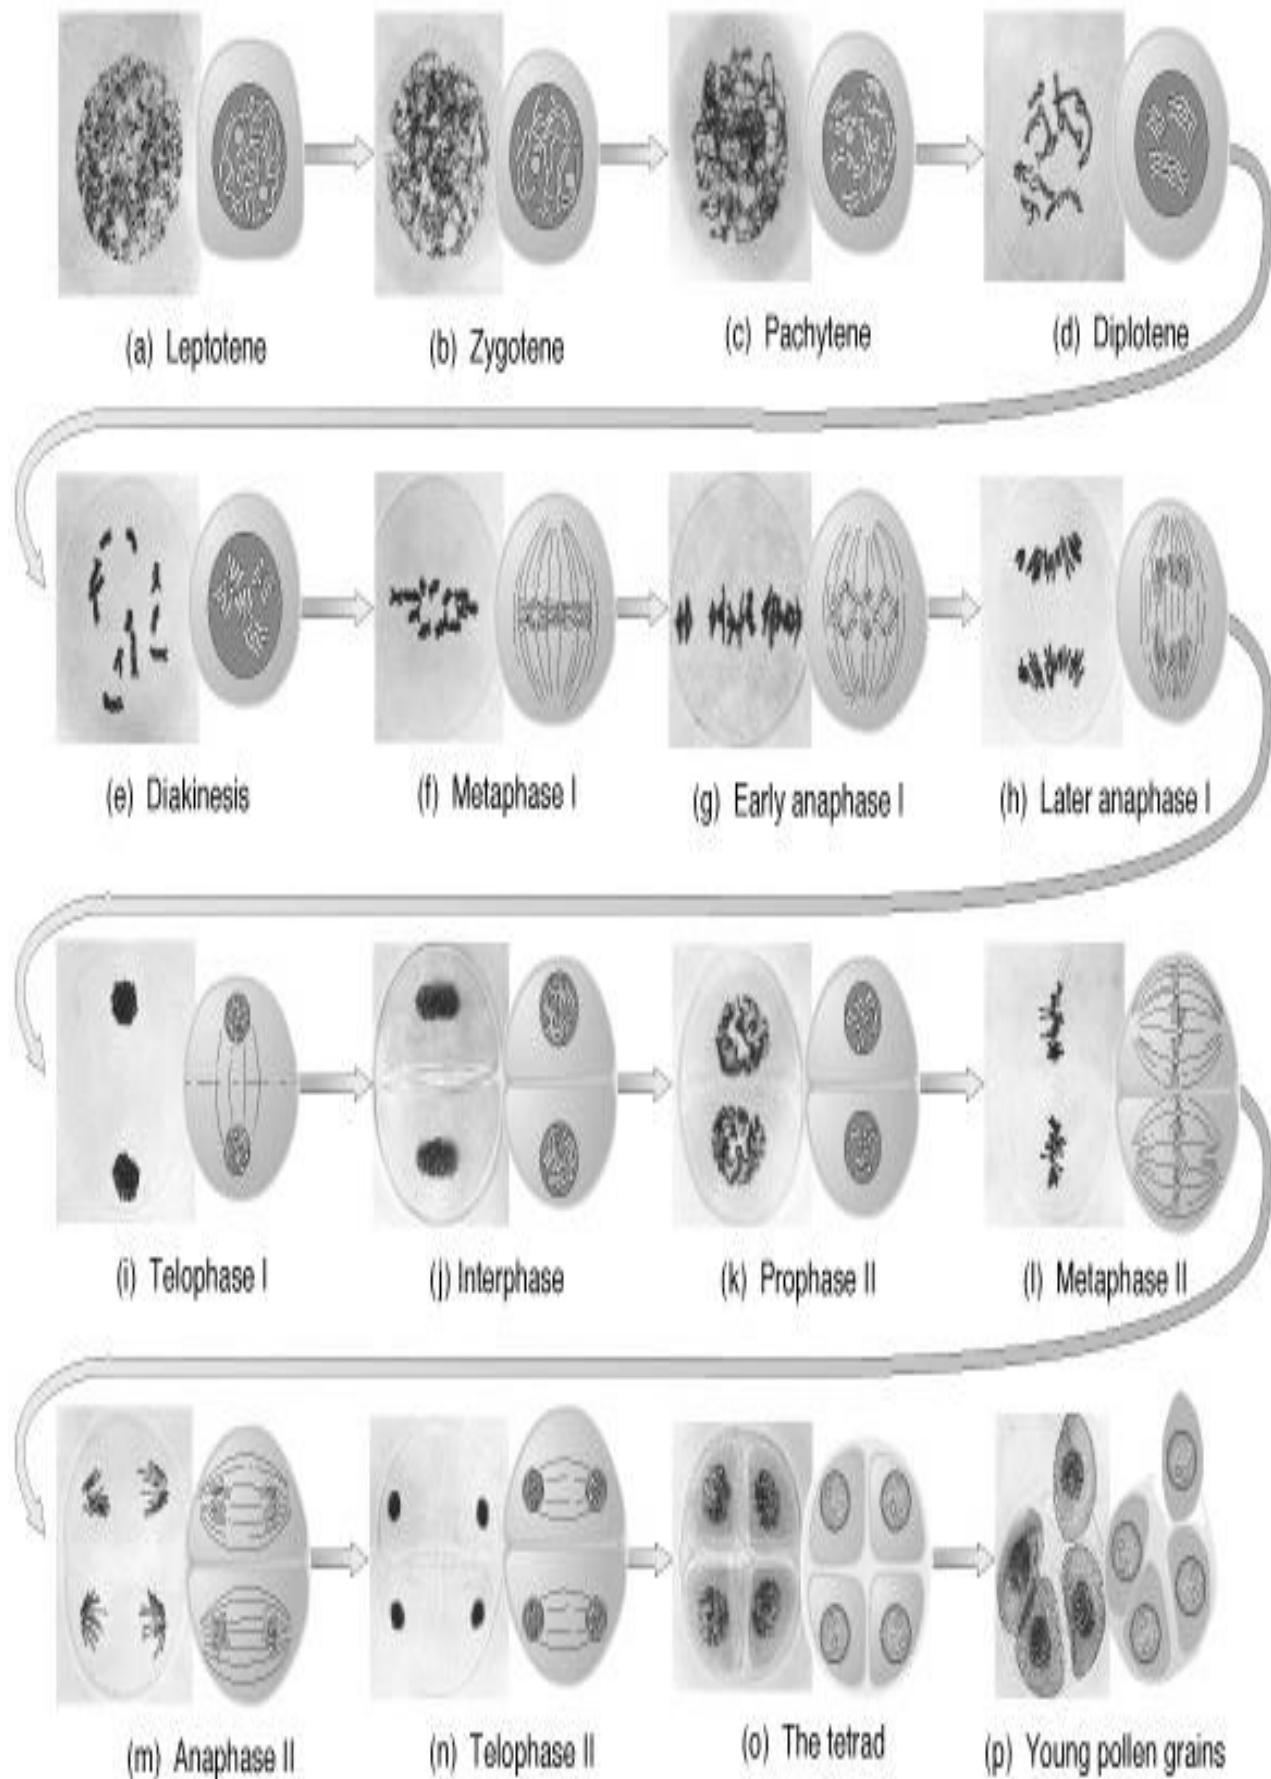 (a) Leptotene
(b) Zygotene
(c) Pachytene
(d) Diplotene
(e) Diakinesis
(f) Metaphase I
(g) Early anaphase I
(h) Later anaphase I
(i) Telophase I
(j) Interphase
(k) Prophase II
(l) Metaphase II
(m) Anaphase II
(n) Telophase II
(o) The tetrad
(p) Young pollen grains